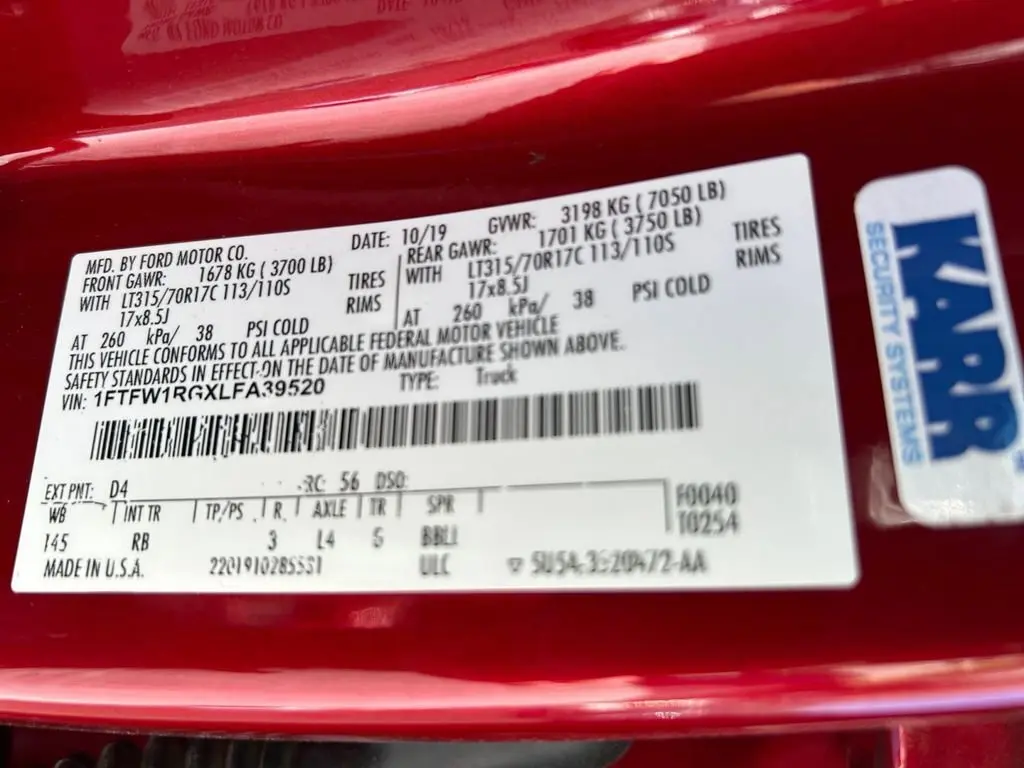 MFD. BY FORD MOTOR CO.
DATE: 10/19
GVWR: 3198 KG ( 7050 LB)
FRONT GAWR: 1678 KG ( 3700 LB)
REAR GAWR: 1701 KG ( 3750 LB)
WITH LT315/70R17C 113/110S TIRES
WITH LT315/70R17C 113/110S TIRES
17x8.5J RIMS
17x8.5J RIMS
AT 260 kPa/ 38 PSI COLD
AT 260 kPa/ 38 PSI COLD
THIS VEHICLE CONFORMS TO ALL APPLICABLE FEDERAL MOTOR VEHICLE
SAFETY STANDARDS IN EFFECT ON THE DATE OF MANUFACTURE SHOWN ABOVE.
VIN: 1FTFW1RGXLFA39520
TYPE: Truck
EXT PNT: D4 RC: 56 DSO:
WB INT TR TP/PS R AXLE TR SPR
F0040
T0254
145 RB 3 L4 5
MADE IN U.S.A.
ULC
KARR
SECURITY SYSTEMS